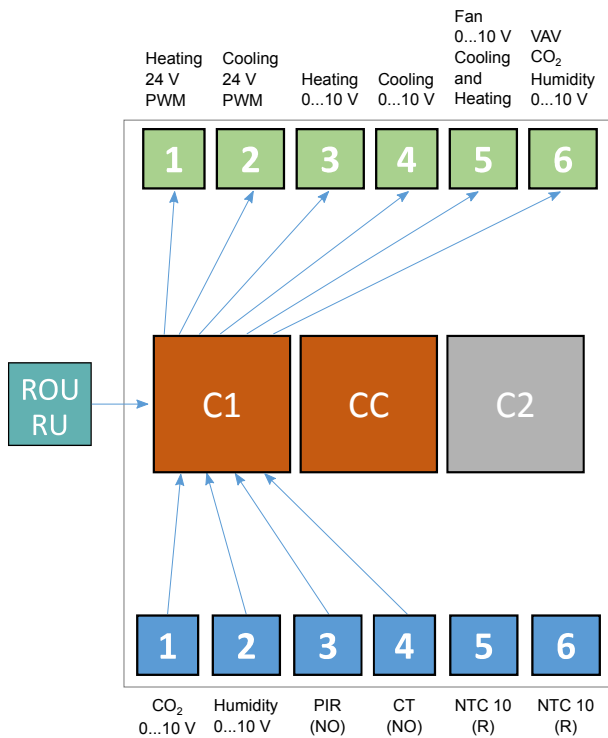 Heating
24 V
PWM
Cooling
24 V
PWM
Heating
0...10 V
Cooling
0...10 V
Fan
0...10 V
Cooling
and
Heating
VAV
CO₂
Humidity
0...10 V
1
2
3
4
5
6
ROU
RU
C1
CC
C2
1
2
3
4
5
6
CO₂
0...10 V
Humidity
0...10 V
PIR
(NO)
CT
(NO)
NTC 10
(R)
NTC 10
(R)